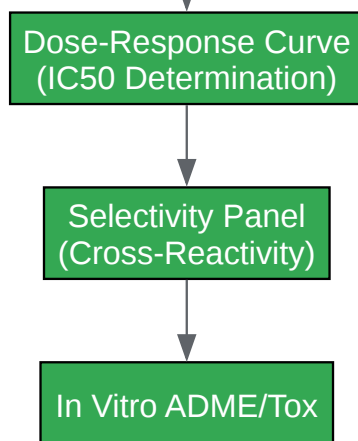 Dose-Response Curve
(IC50 Determination)
Selectivity Panel
(Cross-Reactivity)
In Vitro ADME/Tox